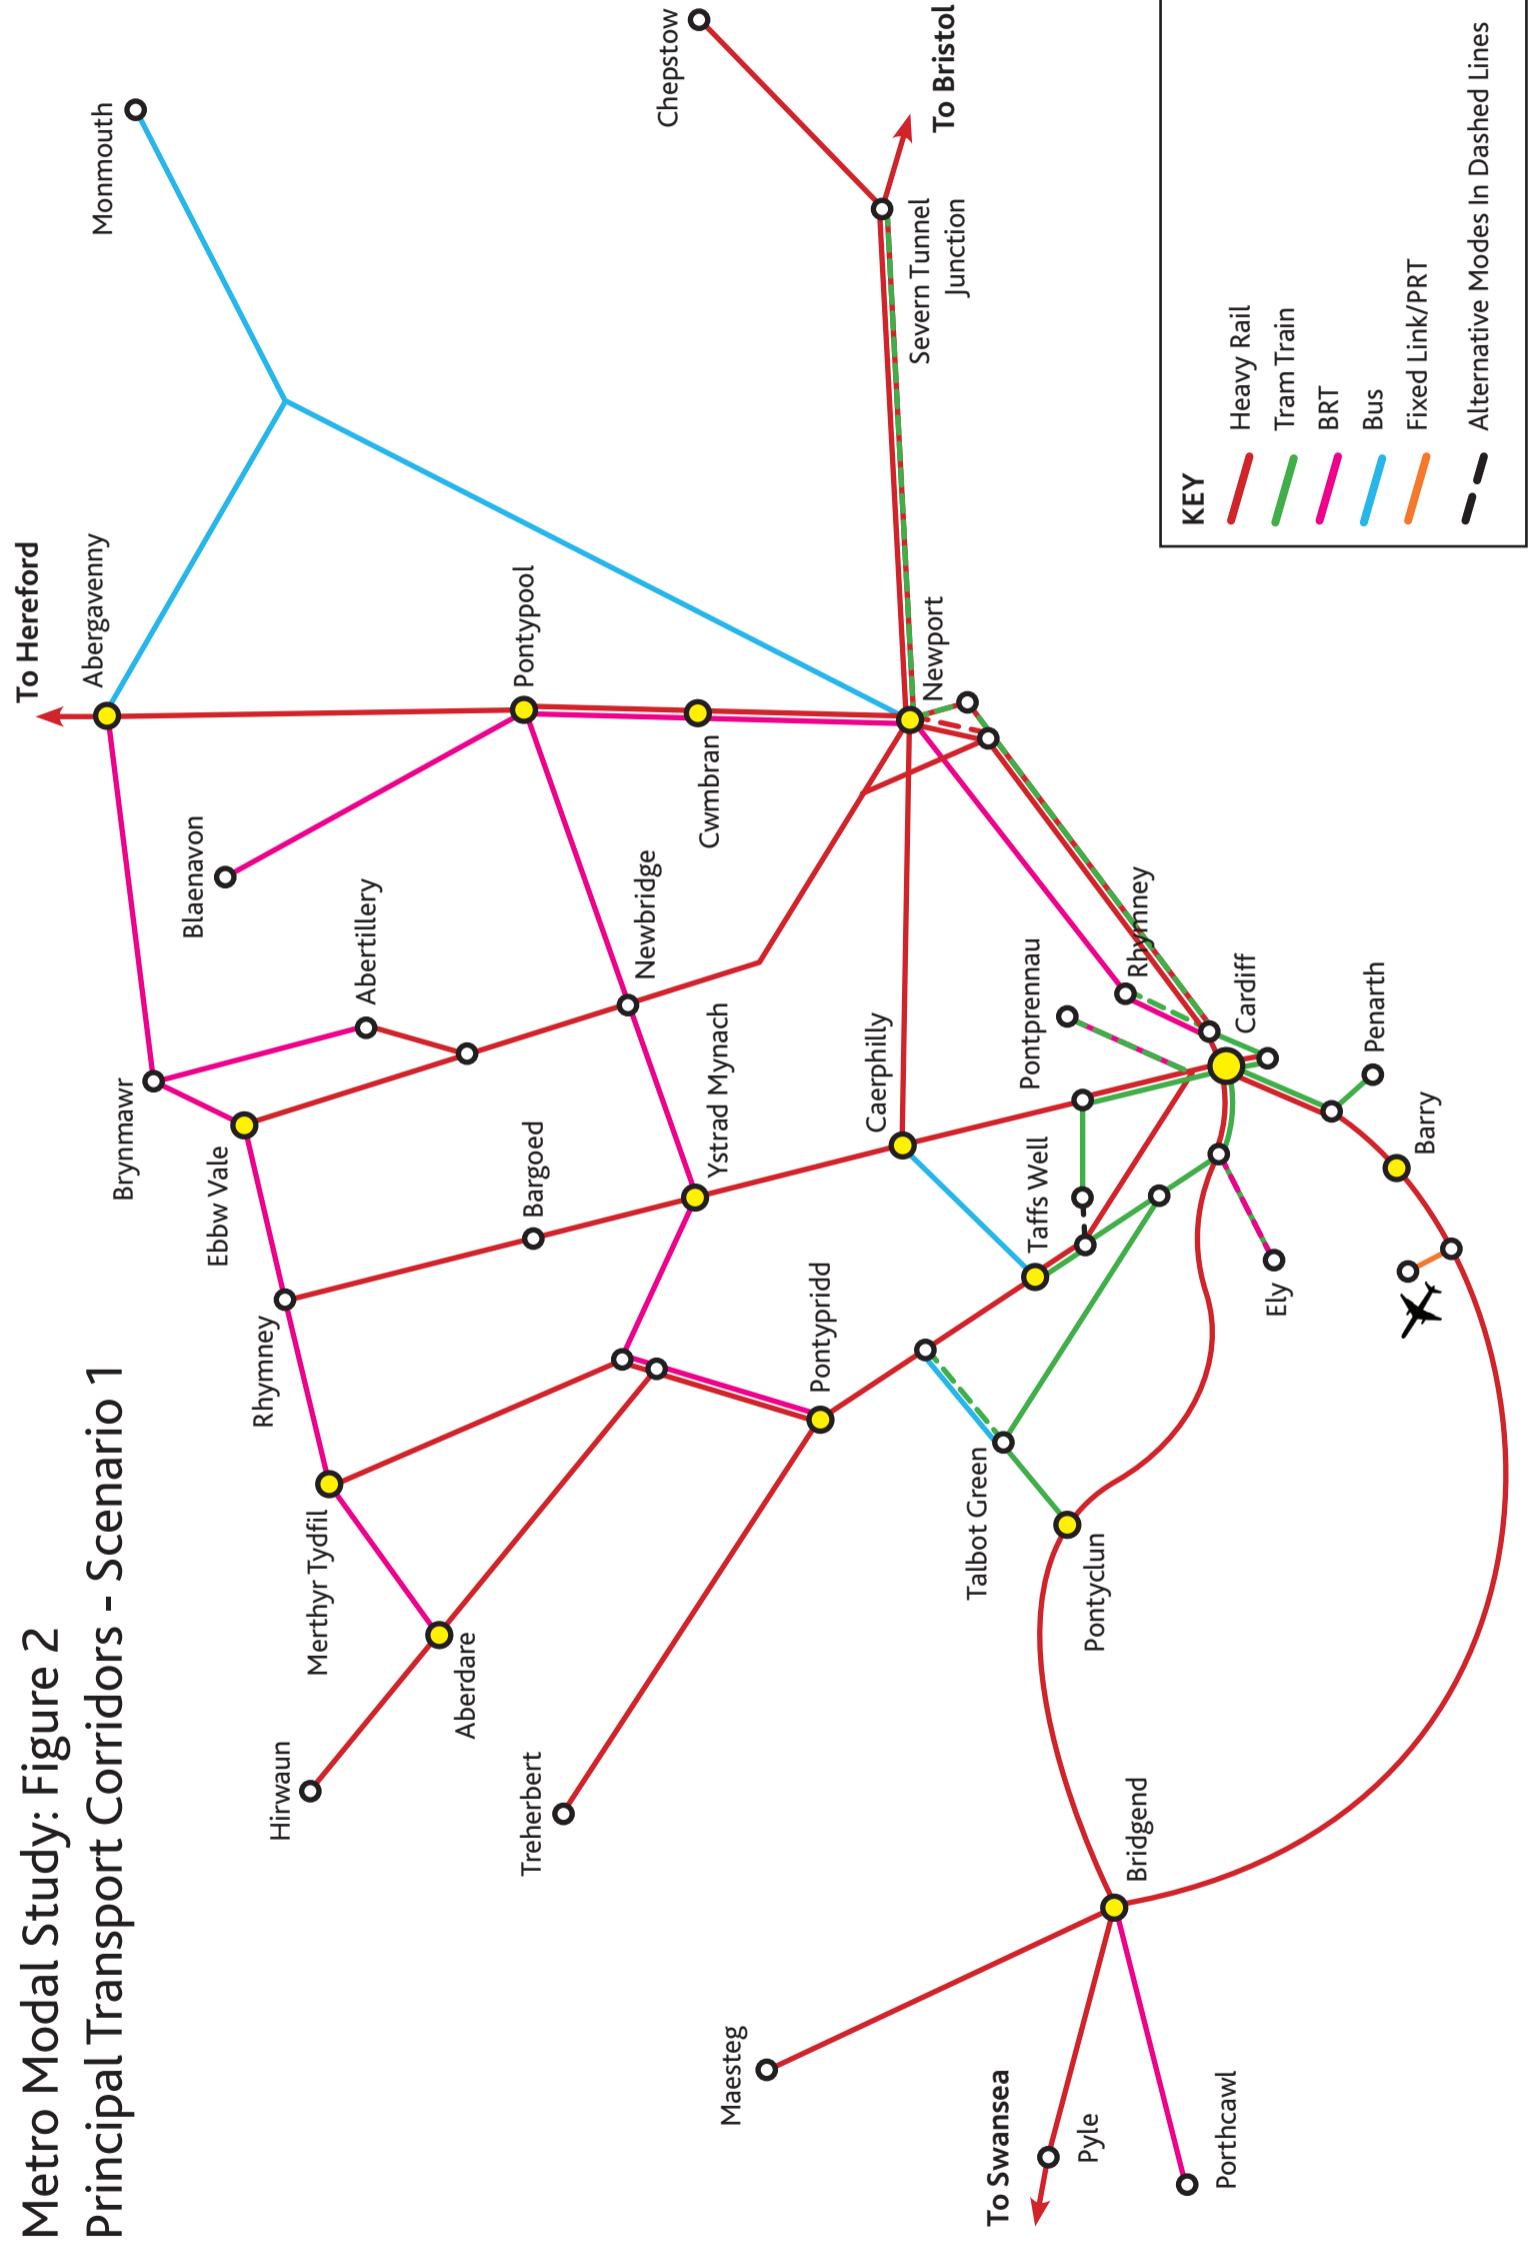 Metro Modal Study: Figure 2
Principal Transport Corridors - Scenario 1
To Hereford
Abergavenny
Monmouth
Brynmawr
Blaenavon
Ebbw Vale
Abertillery
Rhymney
Merthyr Tydfil
Hirwaun
Aberdare
Treherbert
Bargoed
Pontypool
Newbridge
Cwmbran
Ystrad Mynach
Chepstow
To Bristol
Severn Tunnel
Junction
Newport
Caerphilly
Pontypridd
Maesteg
To Swansea
Pyle
Porthcawl
Bridgend
Talbot Green
Pontyclun
Taffs Well
Pontprennau
Rhymney
Cardiff
Penarth
Ely
Barry
KEY
Heavy Rail
Tram Train
BRT
Bus
Fixed Link/PRT
Alternative Modes In Dashed Lines